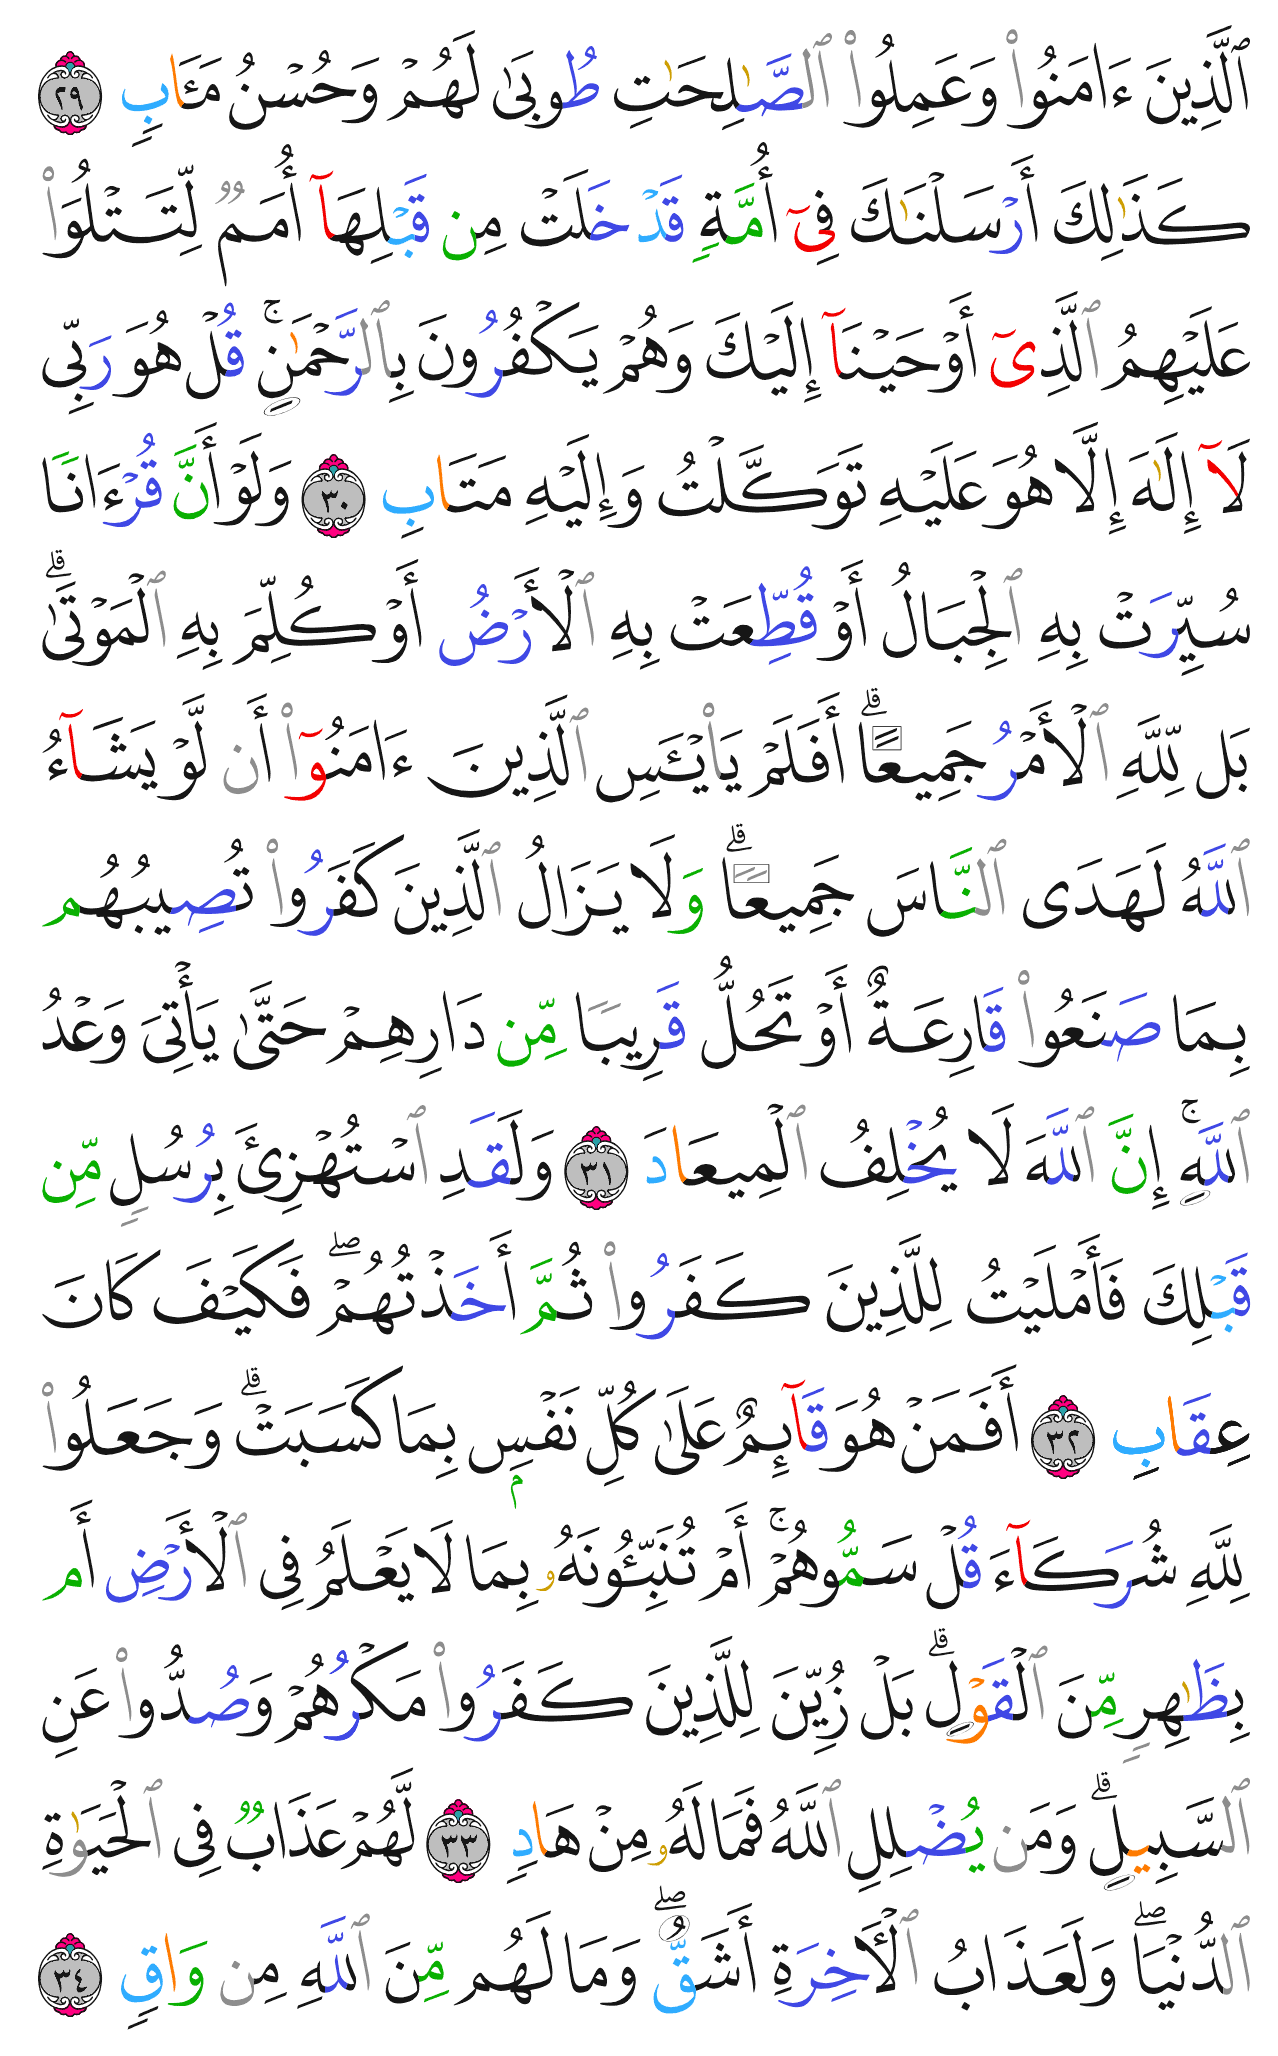 ٱلَّذِينَ ءَامَنُوا۟ وَعَمِلُوا۟ ٱلصَّـٰلِحَـٰتِ طُوبَىٰ لَهُمْ وَحُسْنُ مَـَٔابٍ ٢٩
كَذَٰلِكَ أَرْسَلْنَـٰكَ فِىٓ أُمَّةٍ قَدْ خَلَتْ مِن قَبْلِهَآ أُمَمٌ لِّتَتْلُوَا۟
عَلَيْهِمُ ٱلَّذِىٓ أَوْحَيْنَآ إِلَيْكَ وَهُمْ يَكْفُرُونَ بِٱلرَّحْمَـٰنِ ۚ قُلْ هُوَ رَبِّى
لَآ إِلَـٰهَ إِلَّا هُوَ عَلَيْهِ تَوَكَّلْتُ وَإِلَيْهِ مَتَابِ ٣٠ وَلَوْ أَنَّ قُرْءَانًا
سُيِّرَتْ بِهِ ٱلْجِبَالُ أَوْ قُطِّعَتْ بِهِ ٱلْأَرْضُ أَوْ كُلِّمَ بِهِ ٱلْمَوْتَىٰ ۗ
بَل لِّلَّهِ ٱلْأَمْرُ جَمِيعًا ۗ أَفَلَمْ يَا۟يْـَٔسِ ٱلَّذِينَ ءَامَنُوٓا۟ أَن لَّوْ يَشَآءُ
ٱللَّهُ لَهَدَى ٱلنَّاسَ جَمِيعًا ۗ وَلَا يَزَالُ ٱلَّذِينَ كَفَرُوا۟ تُصِيبُهُم
بِمَا صَنَعُوا۟ قَارِعَةٌ أَوْ تَحُلُّ قَرِيبًا مِّن دَارِهِمْ حَتَّىٰ يَأْتِىَ وَعْدُ
ٱللَّهِ ۚ إِنَّ ٱللَّهَ لَا يُخْلِفُ ٱلْمِيعَادَ ٣١ وَلَقَدِ ٱسْتُهْزِئَ بِرُسُلٍ مِّن
قَبْلِكَ فَأَمْلَيْتُ لِلَّذِينَ كَفَرُوا۟ ثُمَّ أَخَذْتُهُمْ ۖ فَكَيْفَ كَانَ
عِقَابِ ٣٢ أَفَمَنْ هُوَ قَآئِمٌ عَلَىٰ كُلِّ نَفْسٍۭ بِمَا كَسَبَتْ ۗ وَجَعَلُوا۟
لِلَّهِ شُرَكَآءَ قُلْ سَمُّوهُمْ ۚ أَمْ تُنَبِّـُٔونَهُۥ بِمَا لَا يَعْلَمُ فِى ٱلْأَرْضِ أَم
بِظَـٰهِرٍ مِّنَ ٱلْقَوْلِ ۗ بَلْ زُيِّنَ لِلَّذِينَ كَفَرُوا۟ مَكْرُهُمْ وَصُدُّوا۟ عَنِ
ٱلسَّبِيلِ ۗ وَمَن يُضْلِلِ ٱللَّهُ فَمَا لَهُۥ مِنْ هَادٍ ٣٣ لَّهُمْ عَذَابٌ فِى ٱلْحَيَوٰةِ
ٱلدُّنْيَا ۖ وَلَعَذَابُ ٱلْـَٔاخِرَةِ أَشَقُّ ۖ وَمَا لَهُم مِّنَ ٱللَّهِ مِن وَاقٍ ٣٤